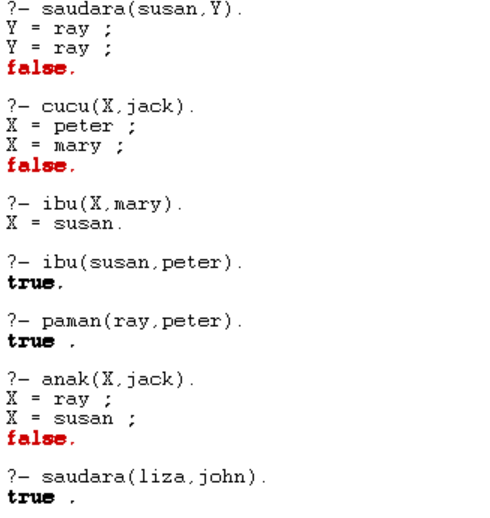 ?- saudara(susan,Y).
Y = ray ;
Y = ray ;
false.
?- cucu(X,jack).
X = peter ;
X = mary ;
false.
?- ibu(X,mary).
X = susan.
?- ibu(susan,peter).
true.
?- paman(ray,peter).
true .
?- anak(X,jack).
X = ray ;
X = susan ;
false.
?- saudara(liza,john).
true .